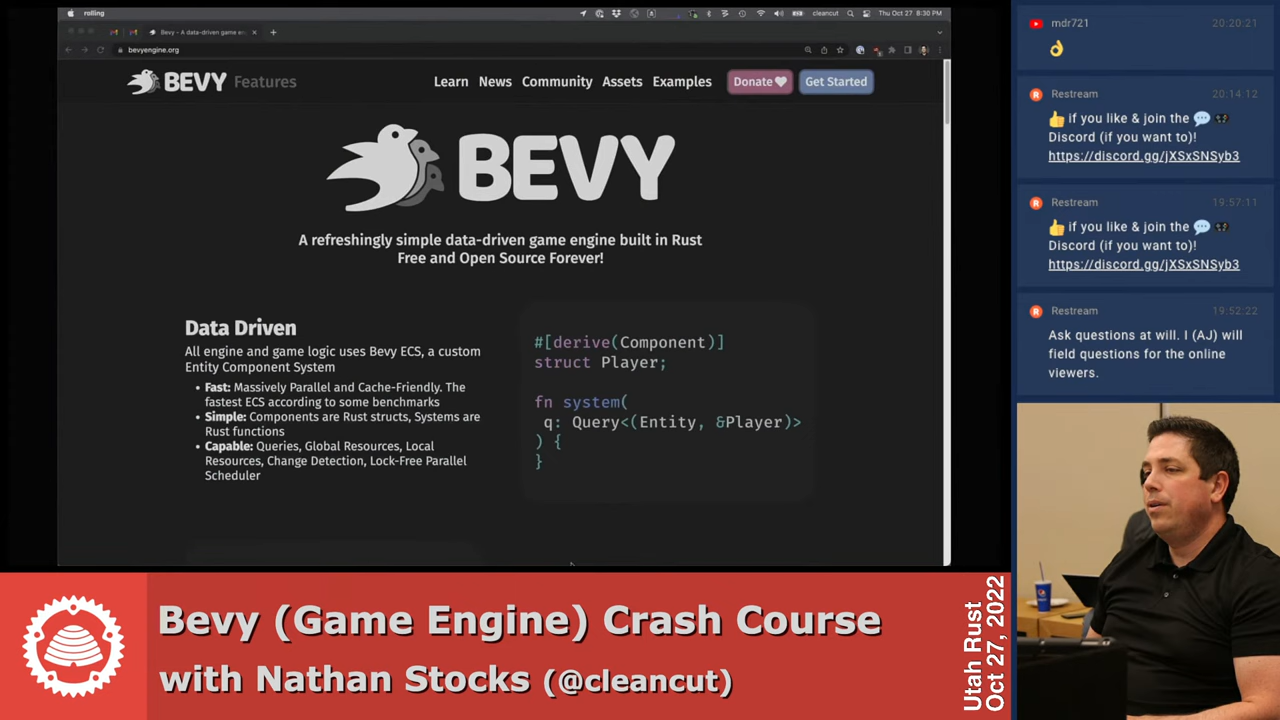 rolling
cleancut
Thu Oct 27 8:30 PM
Bevy - A data-driven game en
bevyengine.org
BEVY Features
Learn News Community Assets Examples Donate Get Started
BEVY
A refreshingly simple data-driven game engine built in Rust
Free and Open Source Forever!
Data Driven
All engine and game logic uses Bevy ECS, a custom
Entity Component System
• Fast: Massively Parallel and Cache-Friendly. The
fastest ECS according to some benchmarks
• Simple: Components are Rust structs, Systems are
Rust functions
• Capable: Queries, Global Resources, Local
Resources, Change Detection, Lock-Free Parallel
Scheduler
#[derive(Component)]
struct Player;
fn system(
q: Query<(Entity, &Player)>
) {
}
mdr721 20:20:21
👌
Restream 20:14:12
👍 if you like & join the 💬
Discord (if you want to)!
https://discord.gg/jXSxSNSyb3
Restream 19:57:11
👍 if you like & join the 💬
Discord (if you want to)!
https://discord.gg/jXSxSNSyb3
Restream 19:52:22
Ask questions at will. I (AJ) will
field questions for the online
viewers.
Bevy (Game Engine) Crash Course
with Nathan Stocks (@cleancut)
Utah Rust
Oct 27, 2022